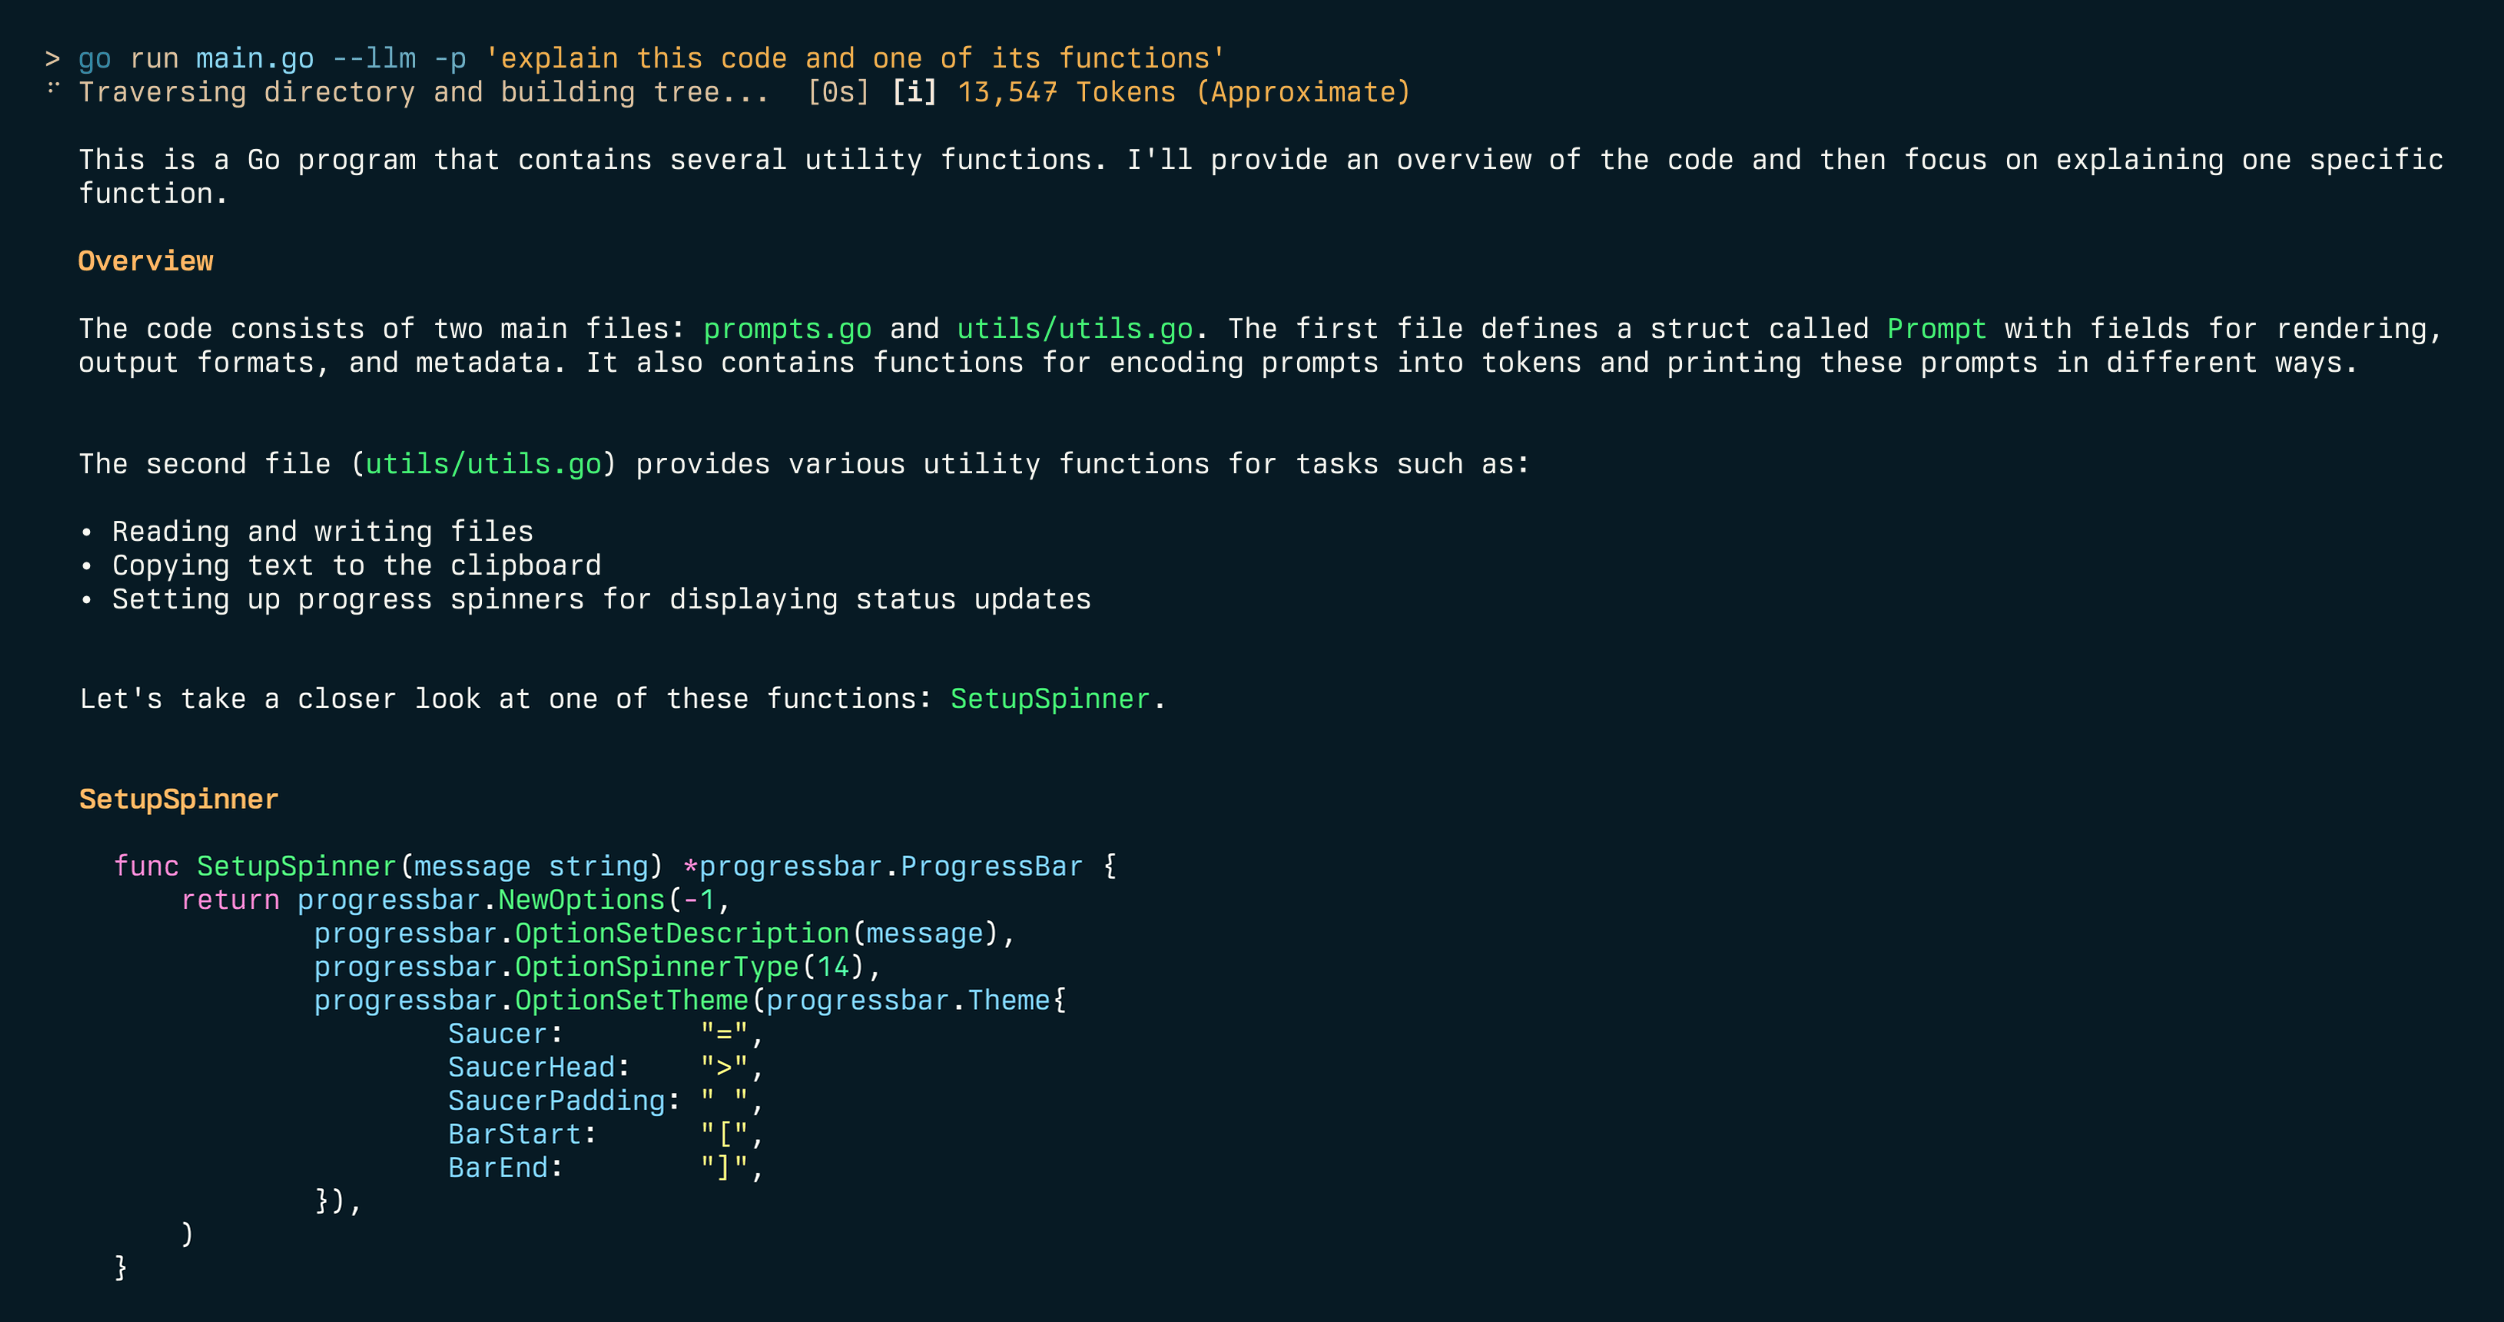 > go run main.go --llm -p 'explain this code and one of its functions'
⠋ Traversing directory and building tree...  [0s] [i] 13,547 Tokens (Approximate)
This is a Go program that contains several utility functions. I'll provide an overview of the code and then focus on explaining one specific
function.
Overview
The code consists of two main files: prompts.go and utils/utils.go. The first file defines a struct called Prompt with fields for rendering,
output formats, and metadata. It also contains functions for encoding prompts into tokens and printing these prompts in different ways.
The second file (utils/utils.go) provides various utility functions for tasks such as:
• Reading and writing files
• Copying text to the clipboard
• Setting up progress spinners for displaying status updates
Let's take a closer look at one of these functions: SetupSpinner.
SetupSpinner
func SetupSpinner(message string) *progressbar.ProgressBar {
    return progressbar.NewOptions(-1,
            progressbar.OptionSetDescription(message),
            progressbar.OptionSpinnerType(14),
            progressbar.OptionSetTheme(progressbar.Theme{
                    Saucer:        "=",
                    SaucerHead:    ">",
                    SaucerPadding: " ",
                    BarStart:      "[",
                    BarEnd:        "]",
            }),
    )
}